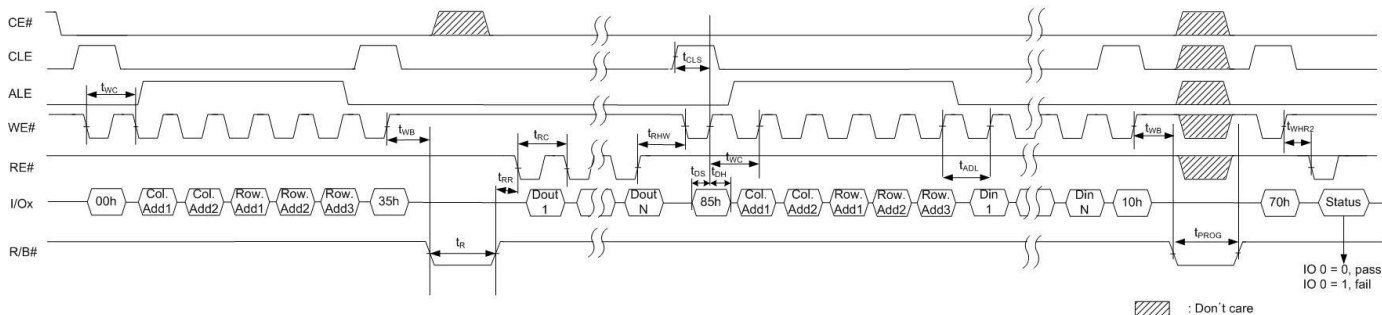 CE#
CLE
tCLS
ALE
tWC
WE#
tWB
tRC
tRHW
tWC
tADL
tWB
tWHR2
RE#
tRR
tDS tDH
I/Ox 00h Col. Add1 Col. Add2 Row. Add1 Row. Add2 Row. Add3 35h Dout 1 Dout N 85h Col. Add1 Col. Add2 Row. Add1 Row. Add2 Row. Add3 Din 1 Din N 10h 70h Status
R/B#
tR
tPROG
IO 0 = 0, pass
IO 0 = 1, fail
: Don't care